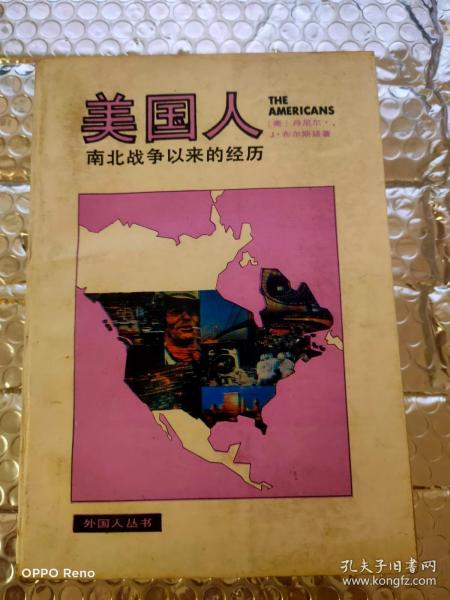 美国人
THE
AMERICANS
［美］丹尼尔·
J·布尔斯廷著
南北战争以来的经历
外国人丛书
OPPO Reno
孔夫子旧书网
www.kongfz.com